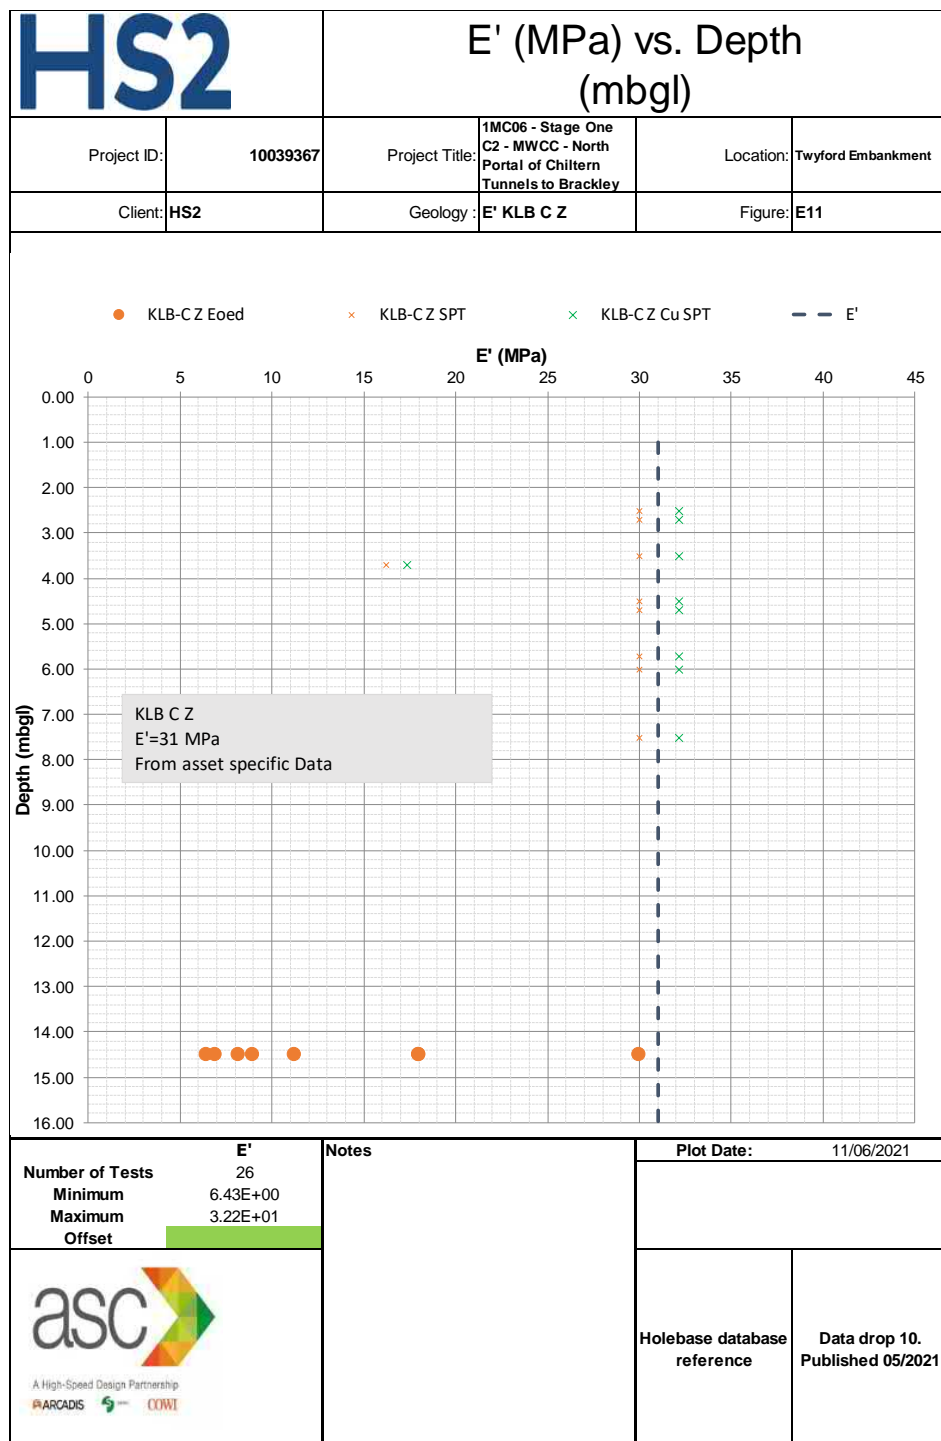 HS2
E' (MPa) vs. Depth
(mbgl)
Project ID: 10039367
Project Title: 1MC06 - Stage One
C2 - MWCC - North
Portal of Chiltern
Tunnels to Brackley
Location: Twyford Embankment
Client: HS2
Geology : E' KLB C Z
Figure: E11
KLB-C Z Eoed KLB-C Z SPT KLB-C Z Cu SPT E'
E' (MPa)
0 5 10 15 20 25 30 35 40 45
0.00
1.00
2.00
3.00
4.00
5.00
6.00
7.00
8.00
9.00
10.00
11.00
12.00
13.00
14.00
15.00
16.00
Depth (mbgl)
KLB C Z
E'=31 MPa
From asset specific Data
E'
Number of Tests 26
Minimum 6.43E+00
Maximum 3.22E+01
Offset
Notes
Plot Date: 11/06/2021
asc
A High-Speed Design Partnership
ARCADIS COWI
Holebase database
reference
Data drop 10.
Published 05/2021